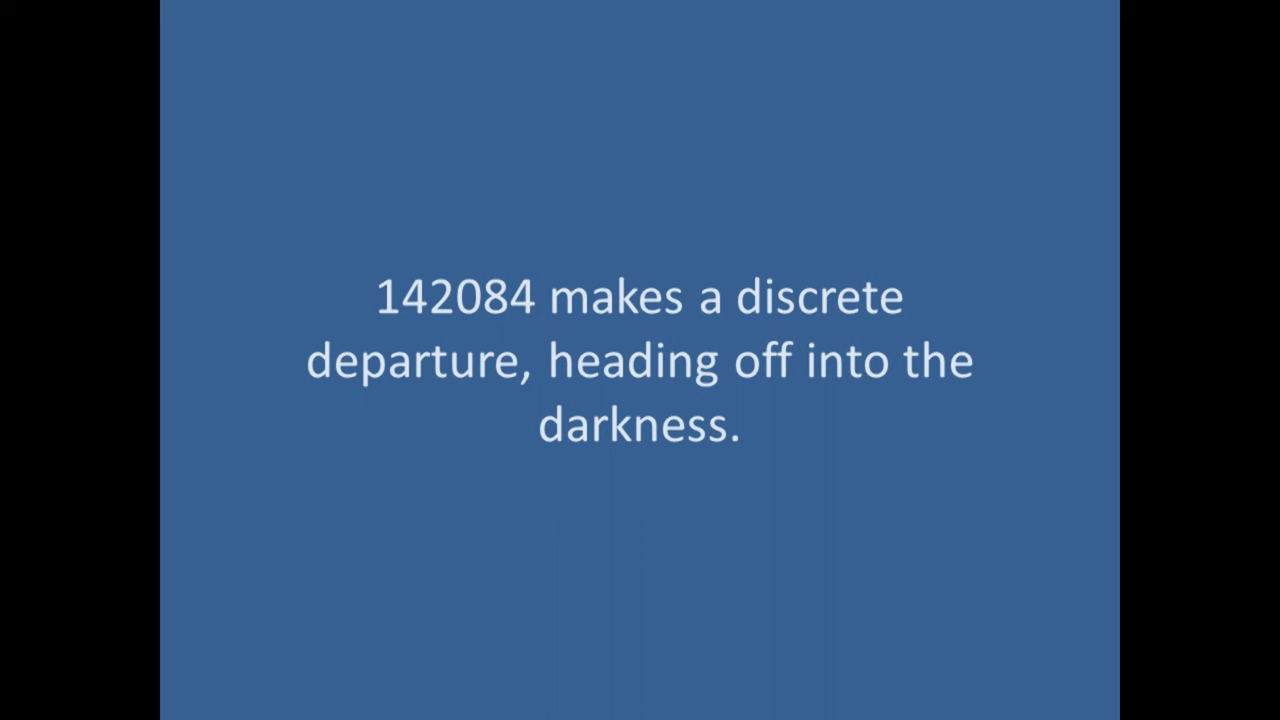 142084 makes a discrete
departure, heading off into the
darkness.